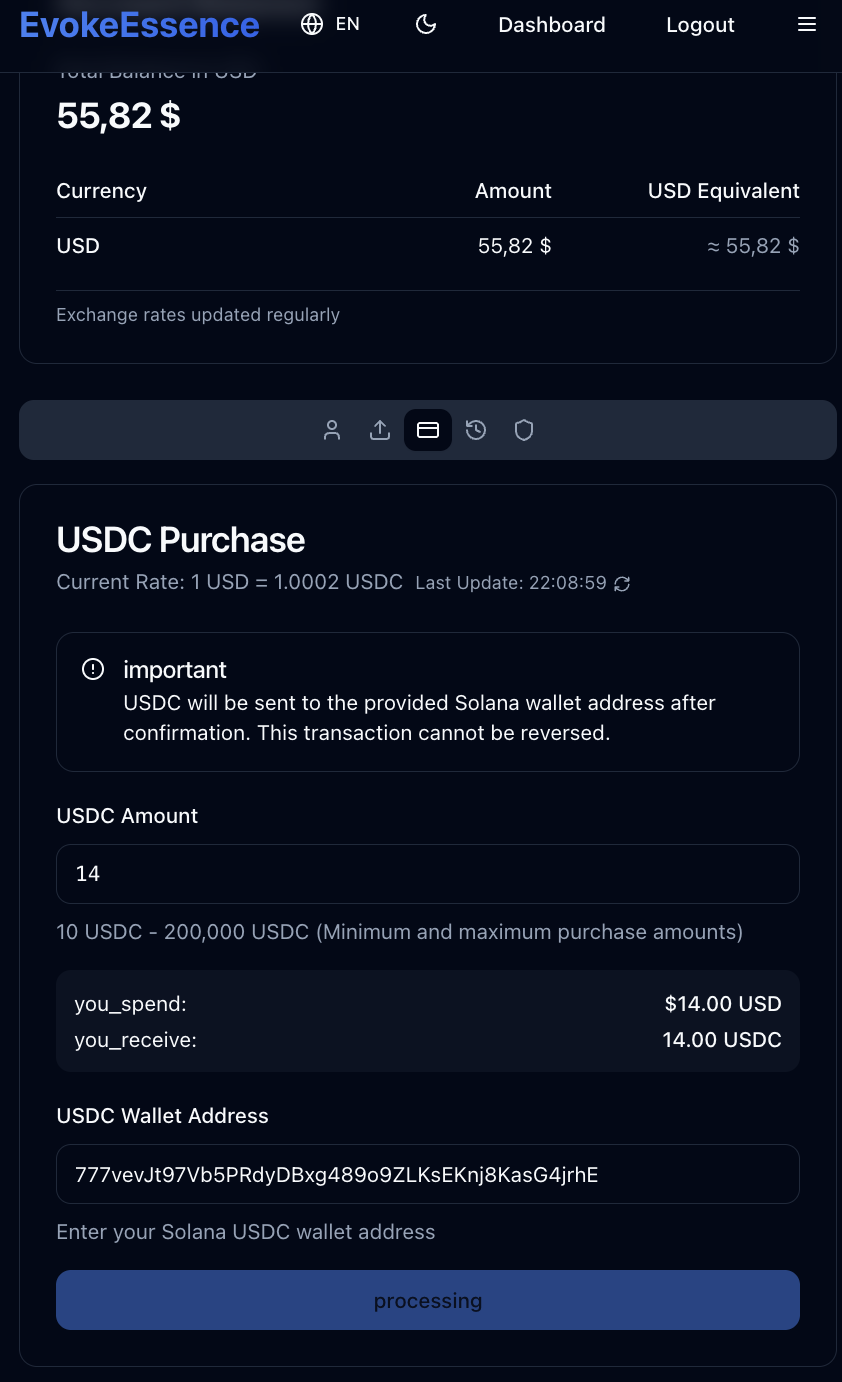 EvokeEssence EN Dashboard Logout
Total Balance in USD
55,82 $
Currency Amount USD Equivalent
USD 55,82 $ ≈ 55,82 $
Exchange rates updated regularly
USDC Purchase
Current Rate: 1 USD = 1.0002 USDC Last Update: 22:08:59
important
USDC will be sent to the provided Solana wallet address after
confirmation. This transaction cannot be reversed.
USDC Amount
14
10 USDC - 200,000 USDC (Minimum and maximum purchase amounts)
you_spend: $14.00 USD
you_receive: 14.00 USDC
USDC Wallet Address
777vevJt97Vb5PRdyDBxg489o9ZLKsEKnj8KasG4jrhE
Enter your Solana USDC wallet address
processing